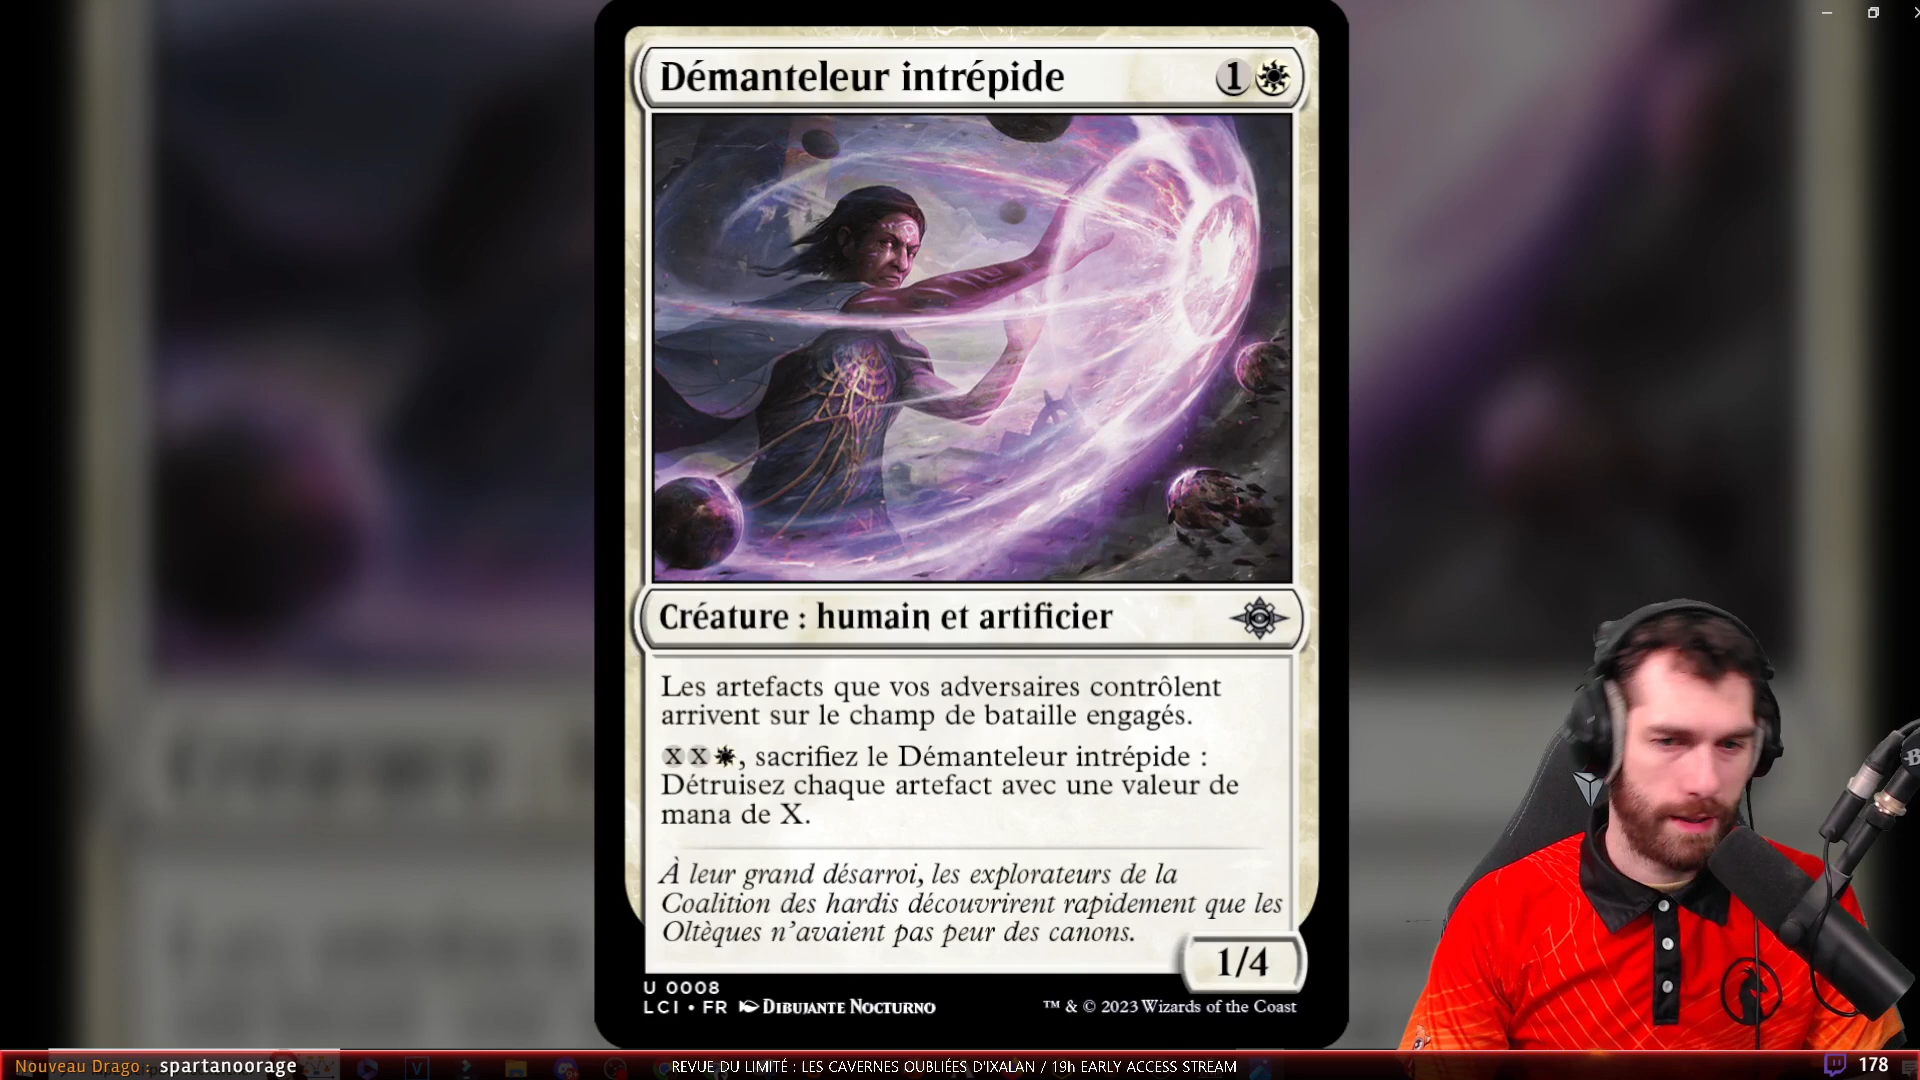 Démanteleur intrépide
1
Créature : humain et artificier
Les artefacts que vos adversaires contrôlent
arrivent sur le champ de bataille engagés.
XX, sacrifiez le Démanteleur intrépide :
Détruisez chaque artefact avec une valeur de
mana de X.
À leur grand désarroi, les explorateurs de la
Coalition des hardis découvrirent rapidement que les
Oltèques n'avaient pas peur des canons.
1/4
U 0008
LCI • FR DIBUJANTE NOCTURNO
™ & © 2023 Wizards of the Coast
Nouveau Drago : spartanoorage
REVUE DU LIMITÉ : LES CAVERNES OUBLIÉES D'IXALAN / 19h EARLY ACCESS STREAM
178